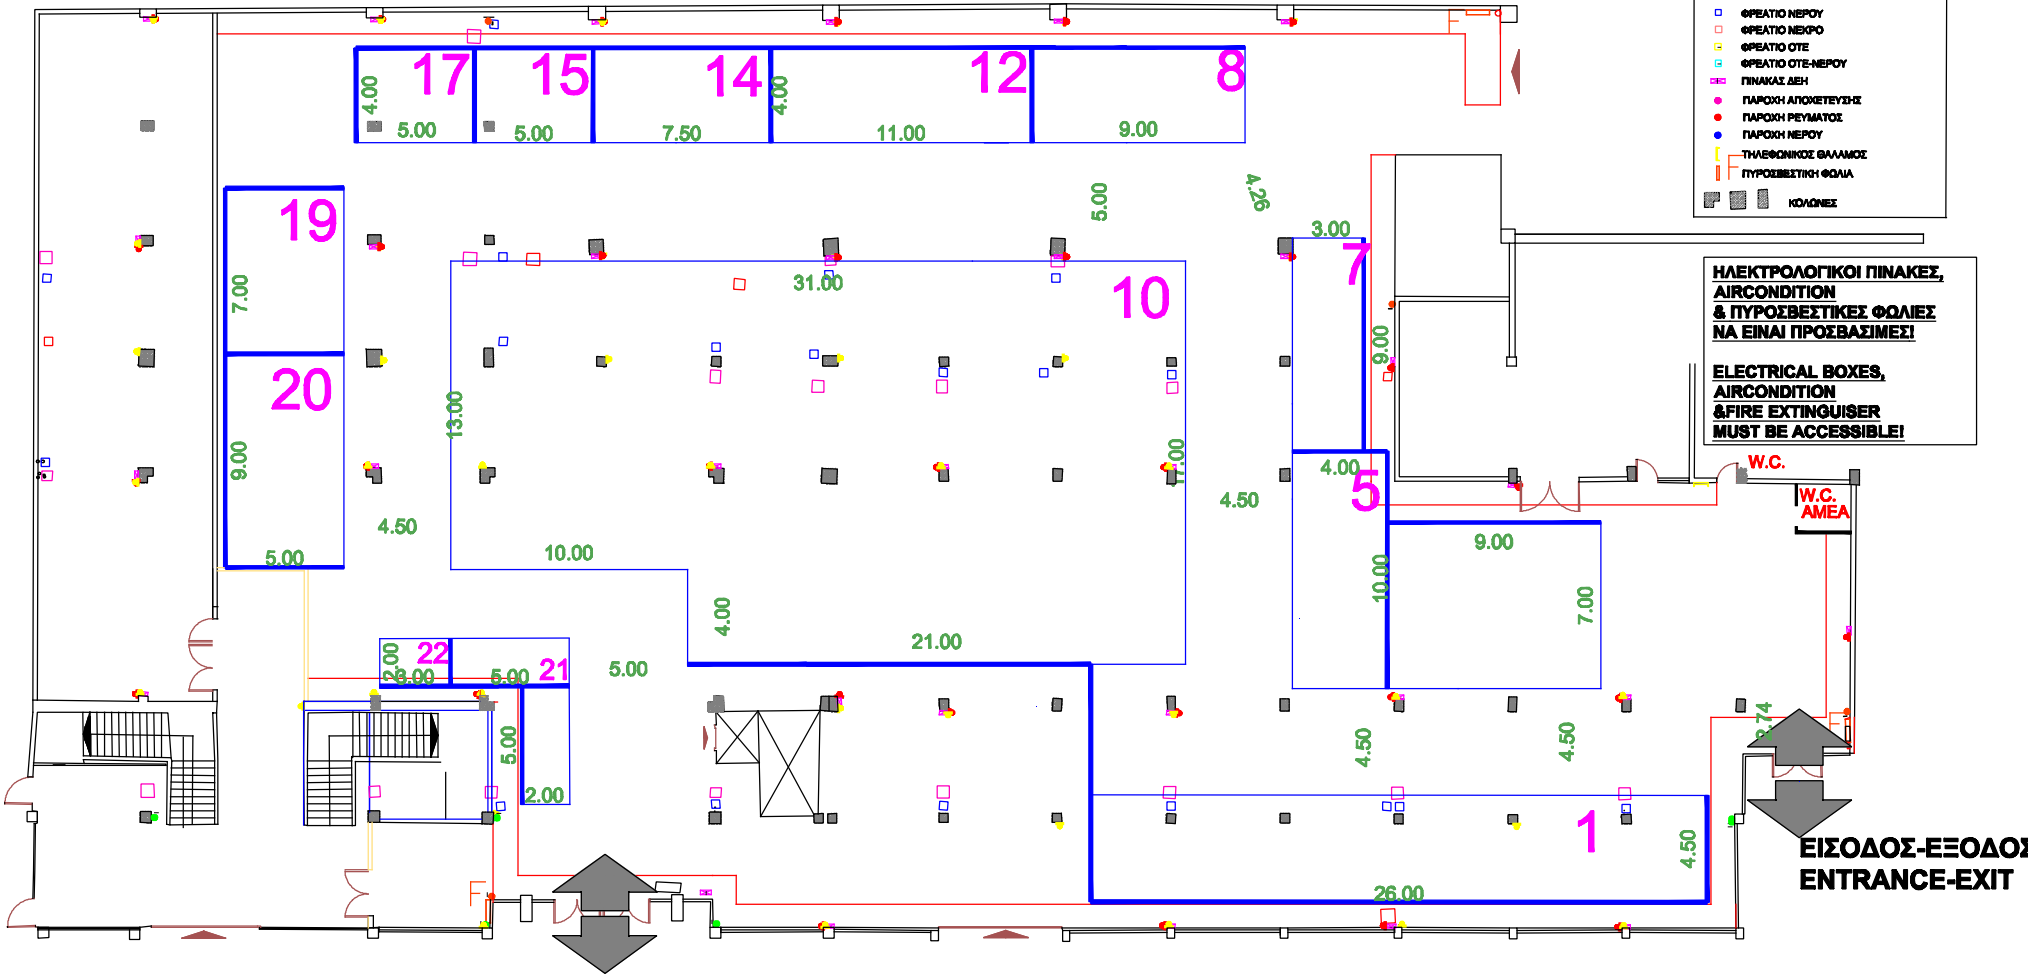 ΦΡΕΑΤΙΟ ΝΕΡΟΥ
ΦΡΕΑΤΙΟ ΝΕΚΡΟ
ΦΡΕΑΤΙΟ ΟΤΕ
ΦΡΕΑΤΙΟ ΟΤΕ-ΝΕΡΟΥ
ΠΙΝΑΚΑΣ ΔΕΗ
ΠΑΡΟΧΗ ΑΠΟΧΕΤΕΥΣΗΣ
ΠΑΡΟΧΗ ΡΕΥΜΑΤΟΣ
ΠΑΡΟΧΗ ΝΕΡΟΥ
ΤΗΛΕΦΩΝΙΚΟΣ ΘΑΛΑΜΟΣ
F ΠΥΡΟΣΒΕΣΤΙΚΗ ΦΩΛΙΑ
ΚΟΛΩΝΕΣ
F
17 15 14 12 8
4.00 4.00
5.00 5.00 7.50 11.00 9.00
5.00 4.26
19
7.00
3.00
7
9.00
31.00
10
13.00
17.00
20
9.00
5.00
4.50
10.00
4.00
21.00
4.50
4.00
5
10.00
9.00
7.00
ΗΛΕΚΤΡΟΛΟΓΙΚΟΙ ΠΙΝΑΚΕΣ,
AIRCONDITION
& ΠΥΡΟΣΒΕΣΤΙΚΕΣ ΦΩΛΙΕΣ
ΝΑ ΕΙΝΑΙ ΠΡΟΣΒΑΣΙΜΕΣ!
ELECTRICAL BOXES,
AIRCONDITION
&FIRE EXTINGUISER
MUST BE ACCESSIBLE!
W.C.
W.C.
ΑΜΕΑ
22 21
2.00
3.00 5.00
5.00
5.00
2.00
4.50 4.50
2.74
F
1
4.50
26.00
F
ΕΙΣΟΔΟΣ-ΕΞΟΔΟΣ
ENTRANCE-EXIT